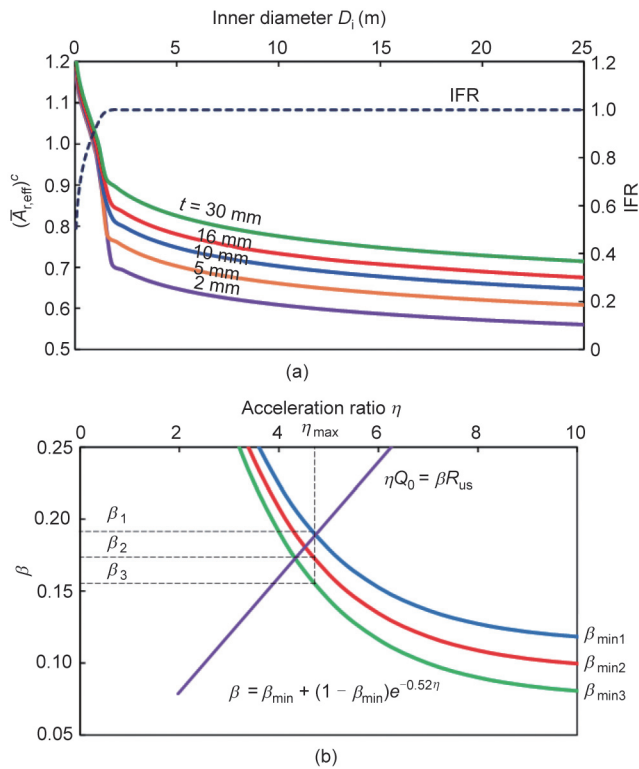 Inner diameter Dᵢ (m)
0 5 10 15 20 25
1.2
1.1
1.0
0.9
0.8
0.7
0.6
0.5
(A̅r,eff)ᶜ
1.2
1.0
0.8
0.6
0.4
0.2
0
IFR
IFR
t = 30 mm
16 mm
10 mm
5 mm
2 mm
(a)
Acceleration ratio η
0 2 4 ηmax 6 8 10
0.25
0.20
0.15
0.10
0.05
β
β₁
β₂
β₃
ηQ₀ = βRus
βmin1
βmin2
βmin3
β = βmin + (1 − βmin)e⁻⁰·⁵²η
(b)